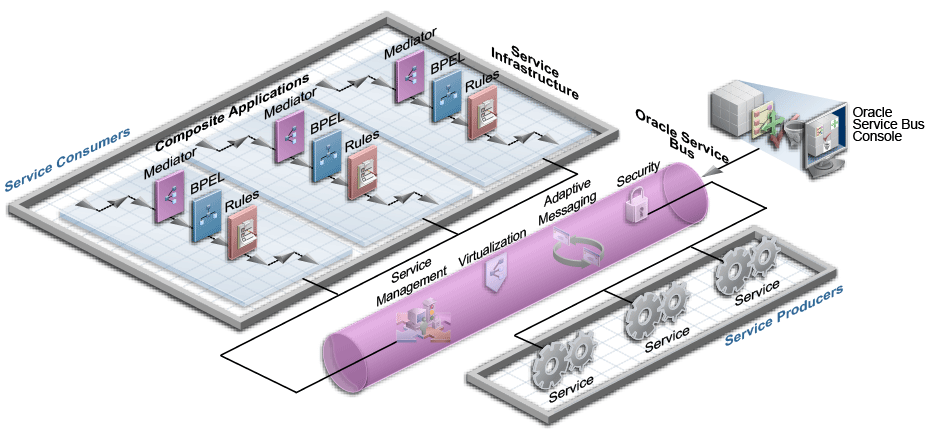 Service Consumers
Composite Applications
Service
Infrastructure
Mediator
BPEL
Rules
Mediator
BPEL
Rules
Mediator
BPEL
Rules
Oracle Service
Bus
Oracle
Service Bus
Console
Service
Management
Virtualization
Adaptive
Messaging
Security
Service
Service
Service
Service Producers